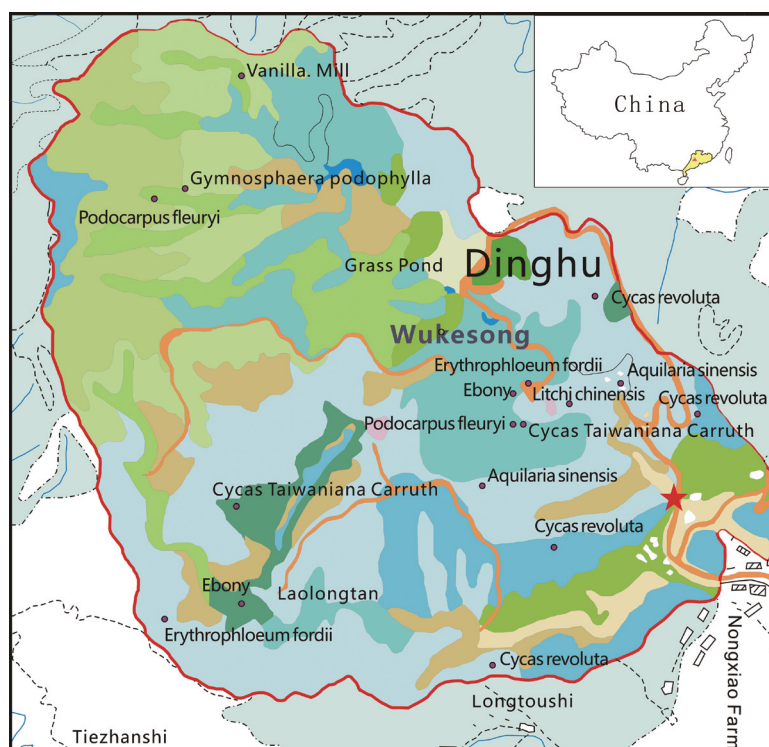 China
Vanilla. Mill
Gymnosphaera podophylla
Podocarpus fleuryi
Grass Pond
Dinghu
Cycas revoluta
Wukesong
Erythrophloeum fordii
Aquilaria sinensis
Ebony
Litchi chinensis
Cycas revoluta
Podocarpus fleuryi
Cycas Taiwaniana Carruth
Aquilaria sinensis
Cycas Taiwaniana Carruth
Cycas revoluta
Ebony
Laolongtan
Erythrophloeum fordii
Cycas revoluta
Longtoushi
Nongxiao Farm
Tiezhanshi